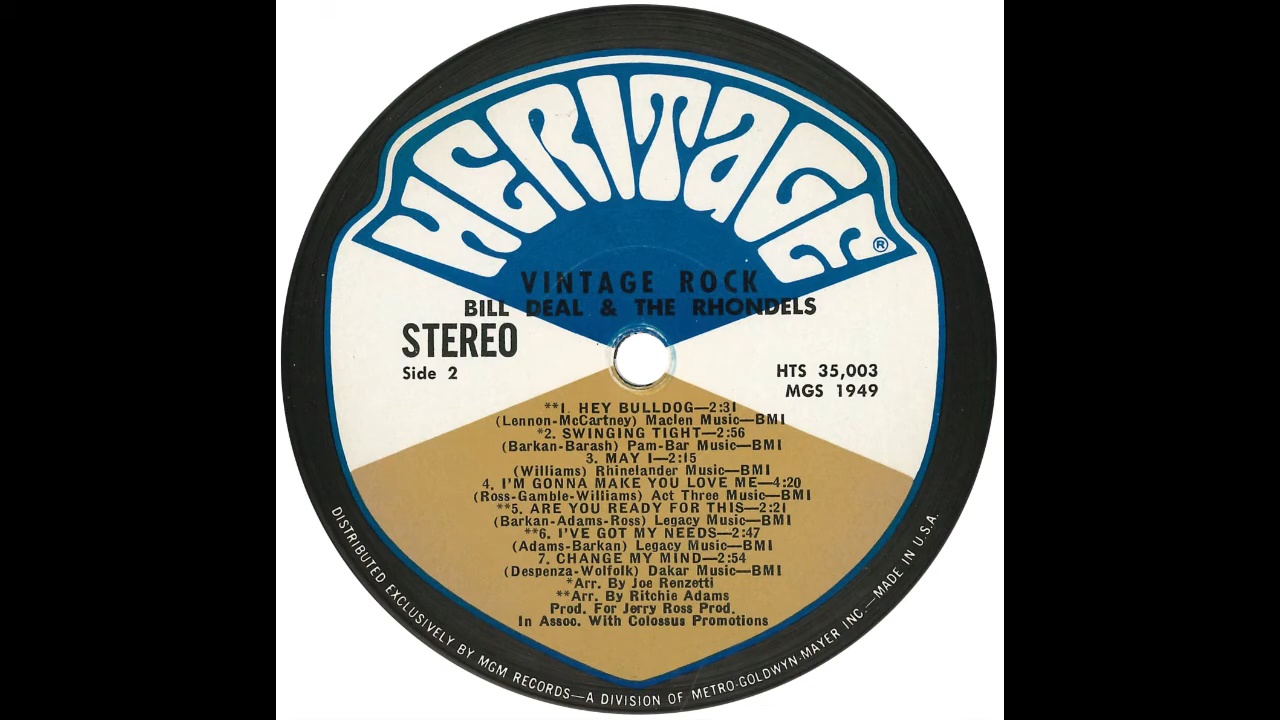 HERITAGE®
VINTAGE ROCK
BILL DEAL & THE RHONDELS
STEREO
Side 2
HTS 35,003
MGS 1949
**1. HEY BULLDOG—2:31
(Lennon-McCartney) Maclen Music—BMI
*2. SWINGING TIGHT—2:56
(Barkan-Barash) Pam-Bar Music—BMI
3. MAY I—2:15
(Williams) Rhinelander Music—BMI
4. I'M GONNA MAKE YOU LOVE ME—4:20
(Ross-Gamble-Williams) Act Three Music—BMI
**5. ARE YOU READY FOR THIS—2:21
(Barkan-Adams-Ross) Legacy Music—BMI
**6. I'VE GOT MY NEEDS—2:47
(Adams-Barkan) Legacy Music—BMI
7. CHANGE MY MIND—2:54
(Despenza-Wolfolk) Dakar Music—BMI
*Arr. By Joe Renzetti
**Arr. By Ritchie Adams
Prod. For Jerry Ross Prod.
In Assoc. With Colossus Promotions
DISTRIBUTED EXCLUSIVELY BY MGM RECORDS—A DIVISION OF METRO-GOLDWYN-MAYER INC.—MADE IN U.S.A.